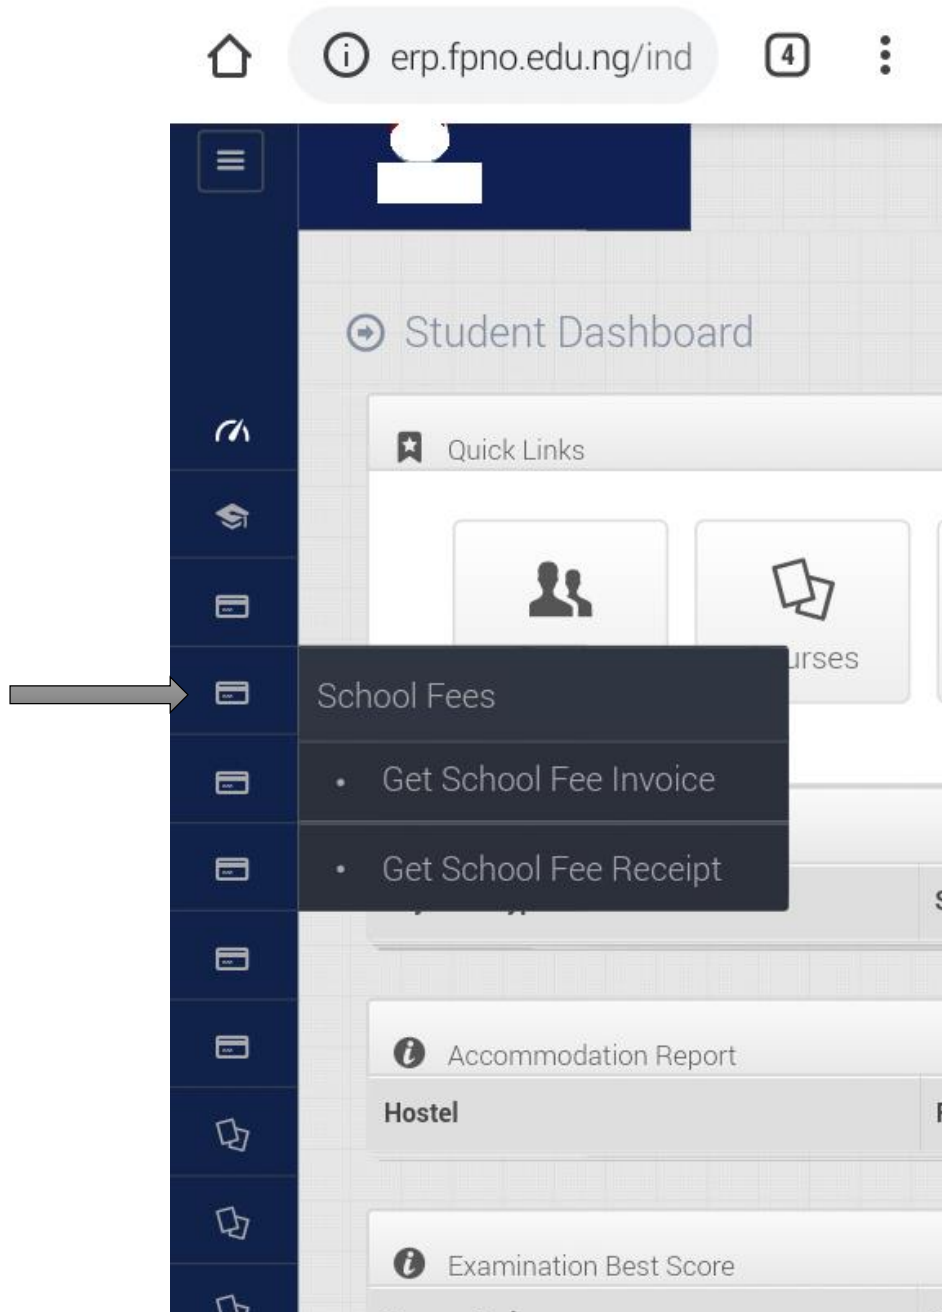 erp.fpno.edu.ng/ind
4
Student Dashboard
Quick Links
urses
School Fees
• Get School Fee Invoice
• Get School Fee Receipt
Accommodation Report
Hostel
Examination Best Score